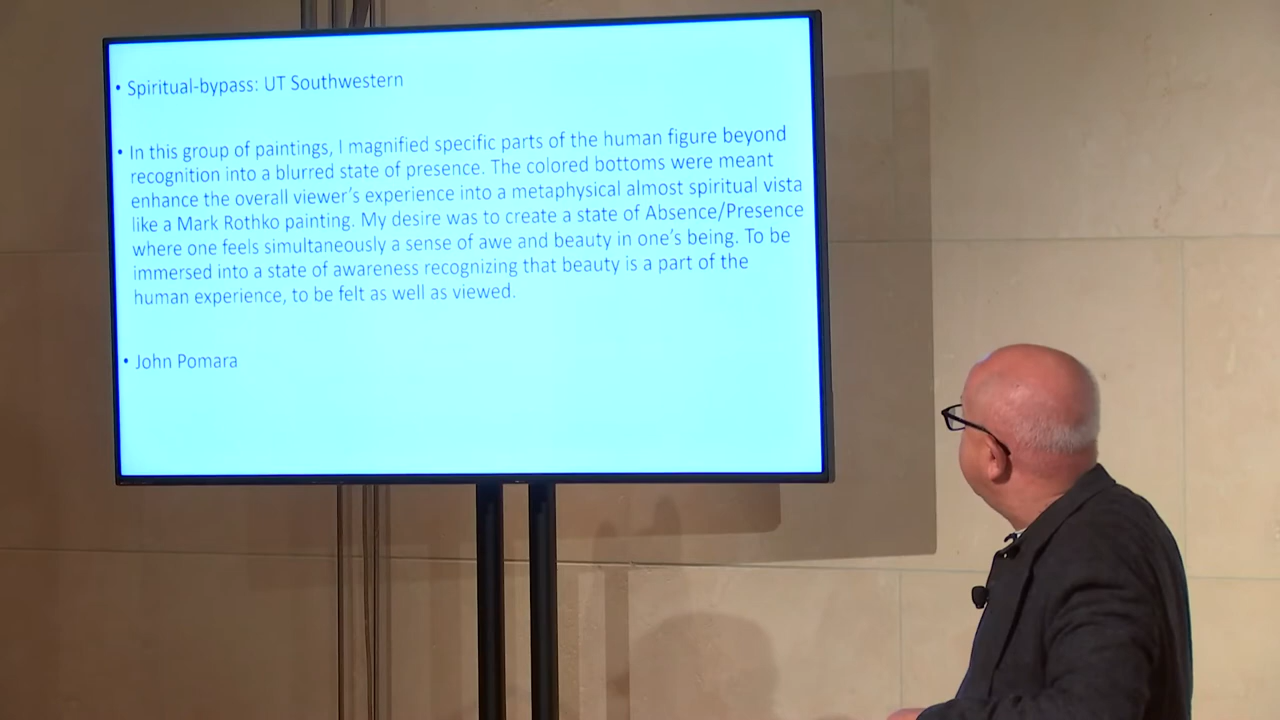 • Spiritual-bypass: UT Southwestern
• In this group of paintings, I magnified specific parts of the human figure beyond
recognition into a blurred state of presence. The colored bottoms were meant
enhance the overall viewer's experience into a metaphysical almost spiritual vista
like a Mark Rothko painting. My desire was to create a state of Absence/Presence
where one feels simultaneously a sense of awe and beauty in one's being. To be
immersed into a state of awareness recognizing that beauty is a part of the
human experience, to be felt as well as viewed.
• John Pomara